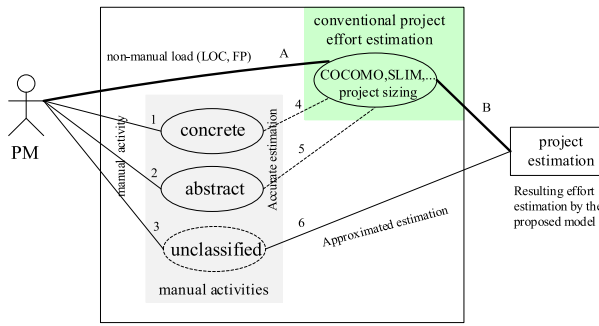 conventional project
effort estimation
non-manual load (LOC, FP)
A
COCOMO,SLIM,...
project sizing
B
PM
manual activity
1
concrete
4
Accurate estimation
2
abstract
5
3
unclassified
6
Approximated estimation
manual activities
project
estimation
Resulting effort
estimation by the
proposed model